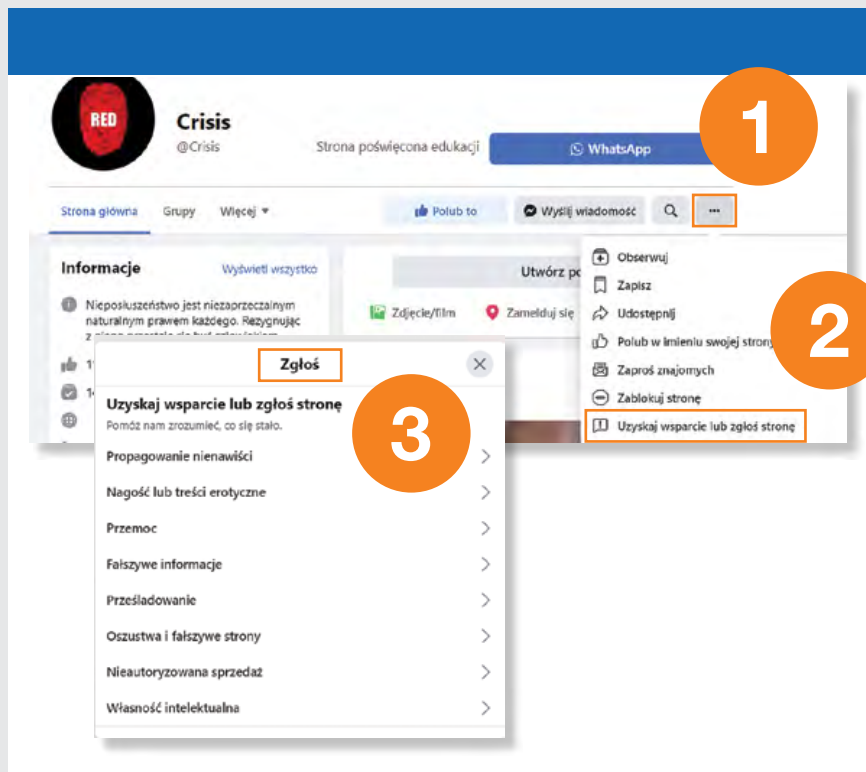 RED
Crisis
@Crisis
Strona poświęcona edukacji
WhatsApp
1
Strona główna Grupy Więcej
Polub to
Wyślij wiadomość
Informacje
Wyświetl wszystko
Nieposłuszeństwo jest niezaprzeczalnym
naturalnym prawem każdego. Rezygnując
Utwórz
Zdjęcie/film
Zamelduj się
Obserwuj
Zapisz
Udostępnij
Polub w imieniu swojej strony
Zaproś znajomych
Zablokuj stronę
Uzyskaj wsparcie lub zgłoś stronę
2
Zgłoś
Uzyskaj wsparcie lub zgłoś stronę
Pomóż nam zrozumieć, co się stało.
3
Propagowanie nienawiści
Nagość lub treści erotyczne
Przemoc
Fałszywe informacje
Prześladowanie
Oszustwa i fałszywe strony
Nieautoryzowana sprzedaż
Własność intelektualna